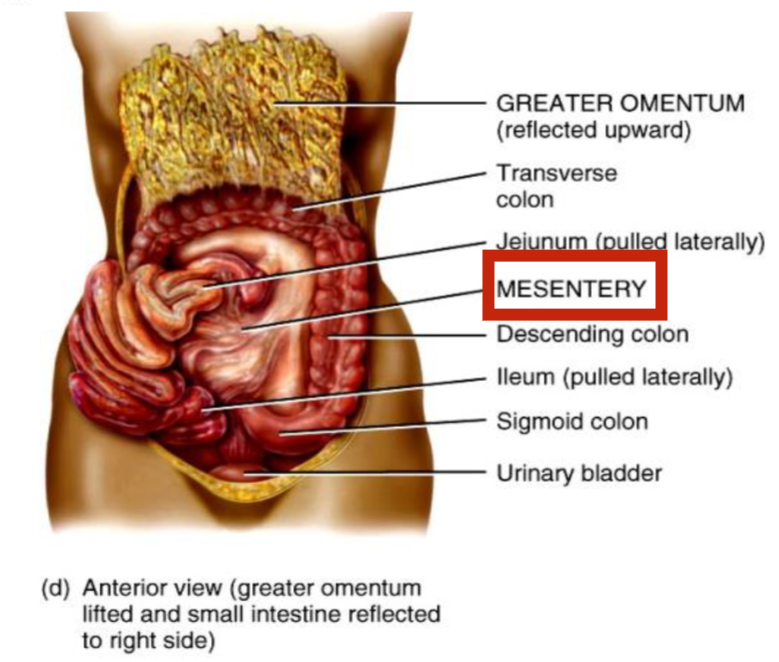 GREATER OMENTUM
(reflected upward)
Transverse
colon
Jejunum (pulled laterally)
MESENTERY
Descending colon
Ileum (pulled laterally)
Sigmoid colon
Urinary bladder
(d) Anterior view (greater omentum
lifted and small intestine reflected
to right side)